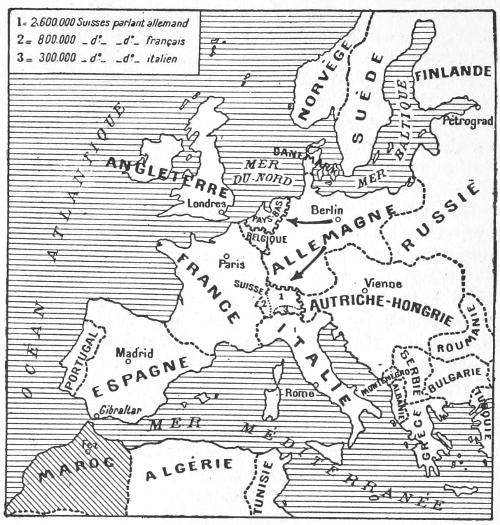 1 = 2.600.000 Suisses parlant allemand
2 = 800.000 _d°_ _d°_ français
3 = 300.000 _d°_ _d°_ italien
NORVÈGE
SUÈDE
FINLANDE
Pétrograd
MER BALTIQUE
OCÉAN ATLANTIQUE
ANGLETERRE
Londres
MER
DU-NORD
DANEMARK
PAYS-BAS
BELGIQUE
Berlin
ALLEMAGNE
RUSSIE
Paris
FRANCE
SUISSE
1
2
Vienne
AUTRICHE-HONGRIE
ROUMANIE
SERBIE
BULGARIE
MONTENEGRO
ALBANIE
GRÈCE
TURQUIE
ITALIE
Rome
PORTUGAL
Madrid
ESPAGNE
Gibraltar
MER MÉDITERRANÉE
Fez
MAROC
ALGÉRIE
TUNISIE